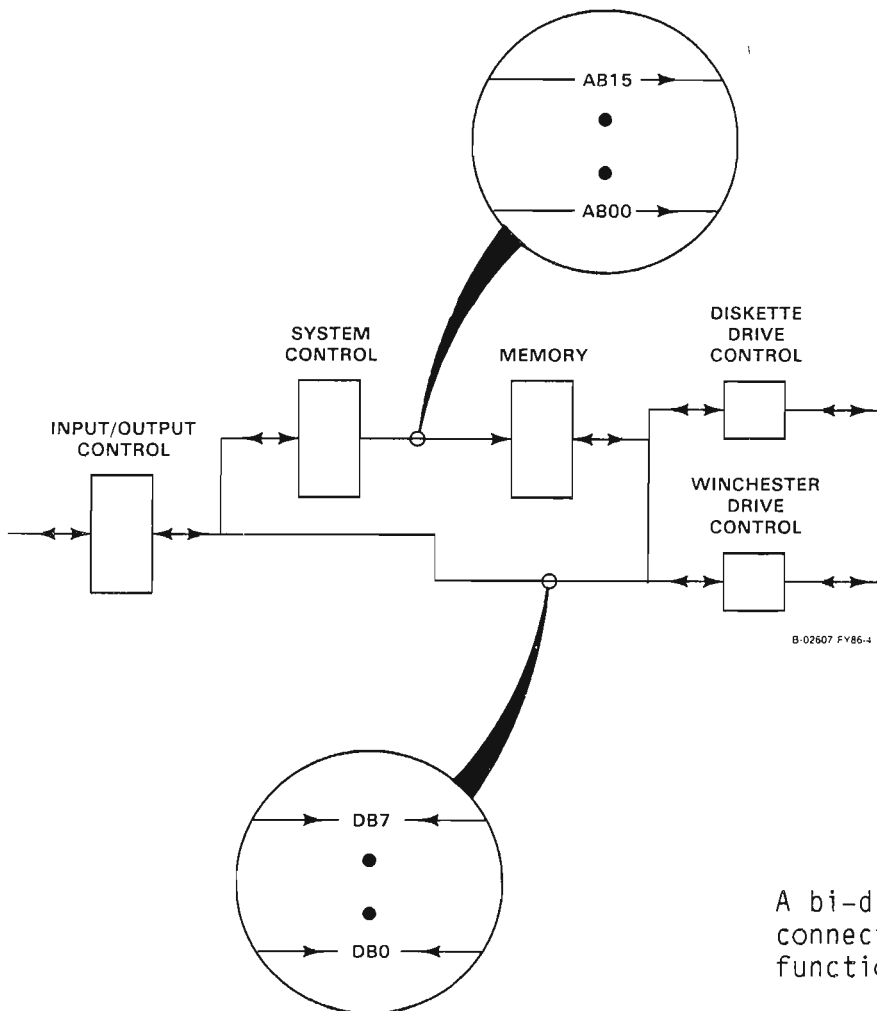 AB15
AB00
SYSTEM
CONTROL
MEMORY
DISKETTE
DRIVE
CONTROL
INPUT/OUTPUT
CONTROL
WINCHESTER
DRIVE
CONTROL
B-02607 FY86-4
DB7
DB0
A bi-d
connec
functio